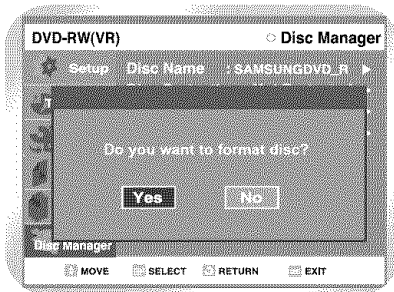 DVD-RW(VR) Disc Manager
Setup Disc Name : SAMSUNGDVD_R
Do you want to format disc?
Yes No
Disc Manager
MOVE SELECT RETURN EXIT